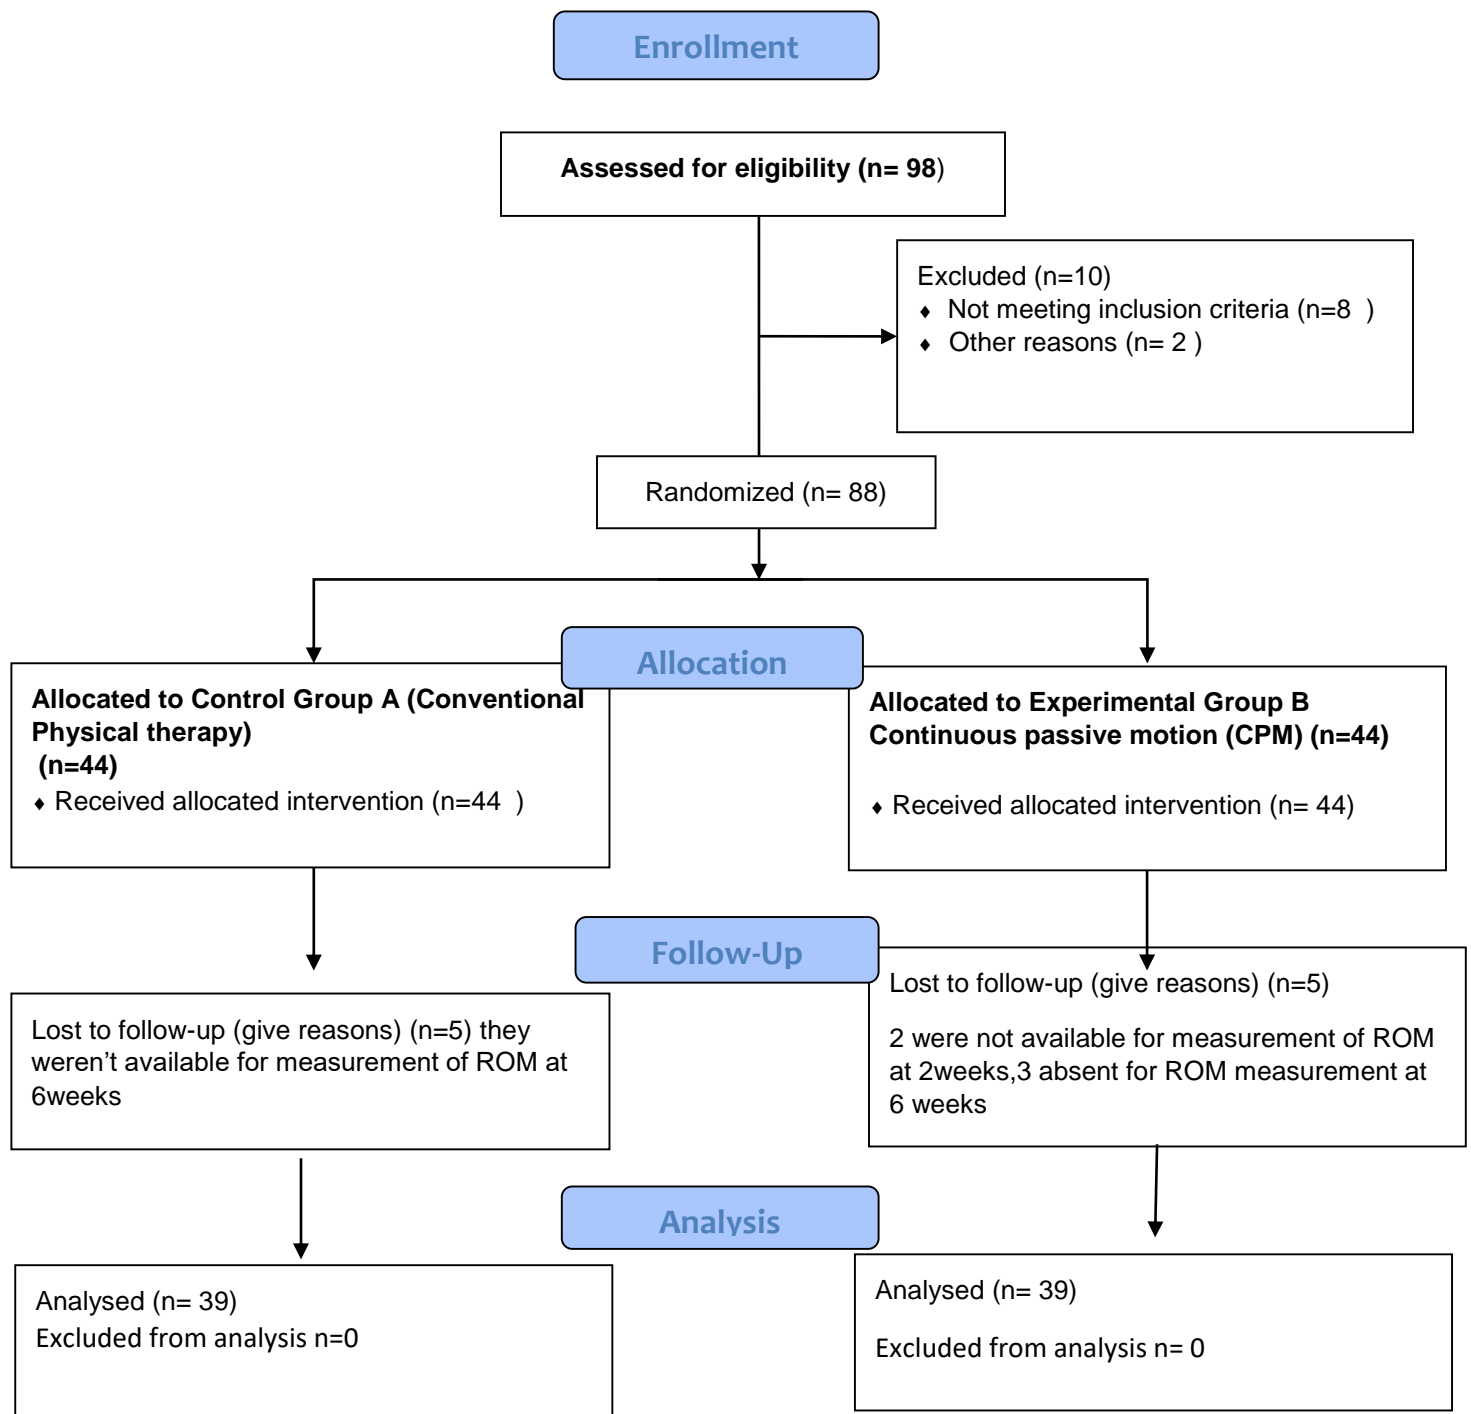 Enrollment
Assessed for eligibility (n= 98)
Excluded (n=10)
♦ Not meeting inclusion criteria (n=8 )
♦ Other reasons (n= 2 )
Randomized (n= 88)
Allocation
Allocated to Control Group A (Conventional
Physical therapy)
(n=44)
♦ Received allocated intervention (n=44 )
Allocated to Experimental Group B
Continuous passive motion (CPM) (n=44)
♦ Received allocated intervention (n= 44)
Follow-Up
Lost to follow-up (give reasons) (n=5) they
weren’t available for measurement of ROM at
6weeks
Lost to follow-up (give reasons) (n=5)
2 were not available for measurement of ROM
at 2weeks,3 absent for ROM measurement at
6 weeks
Analysis
Analysed (n= 39)
Excluded from analysis n=0
Analysed (n= 39)
Excluded from analysis n= 0